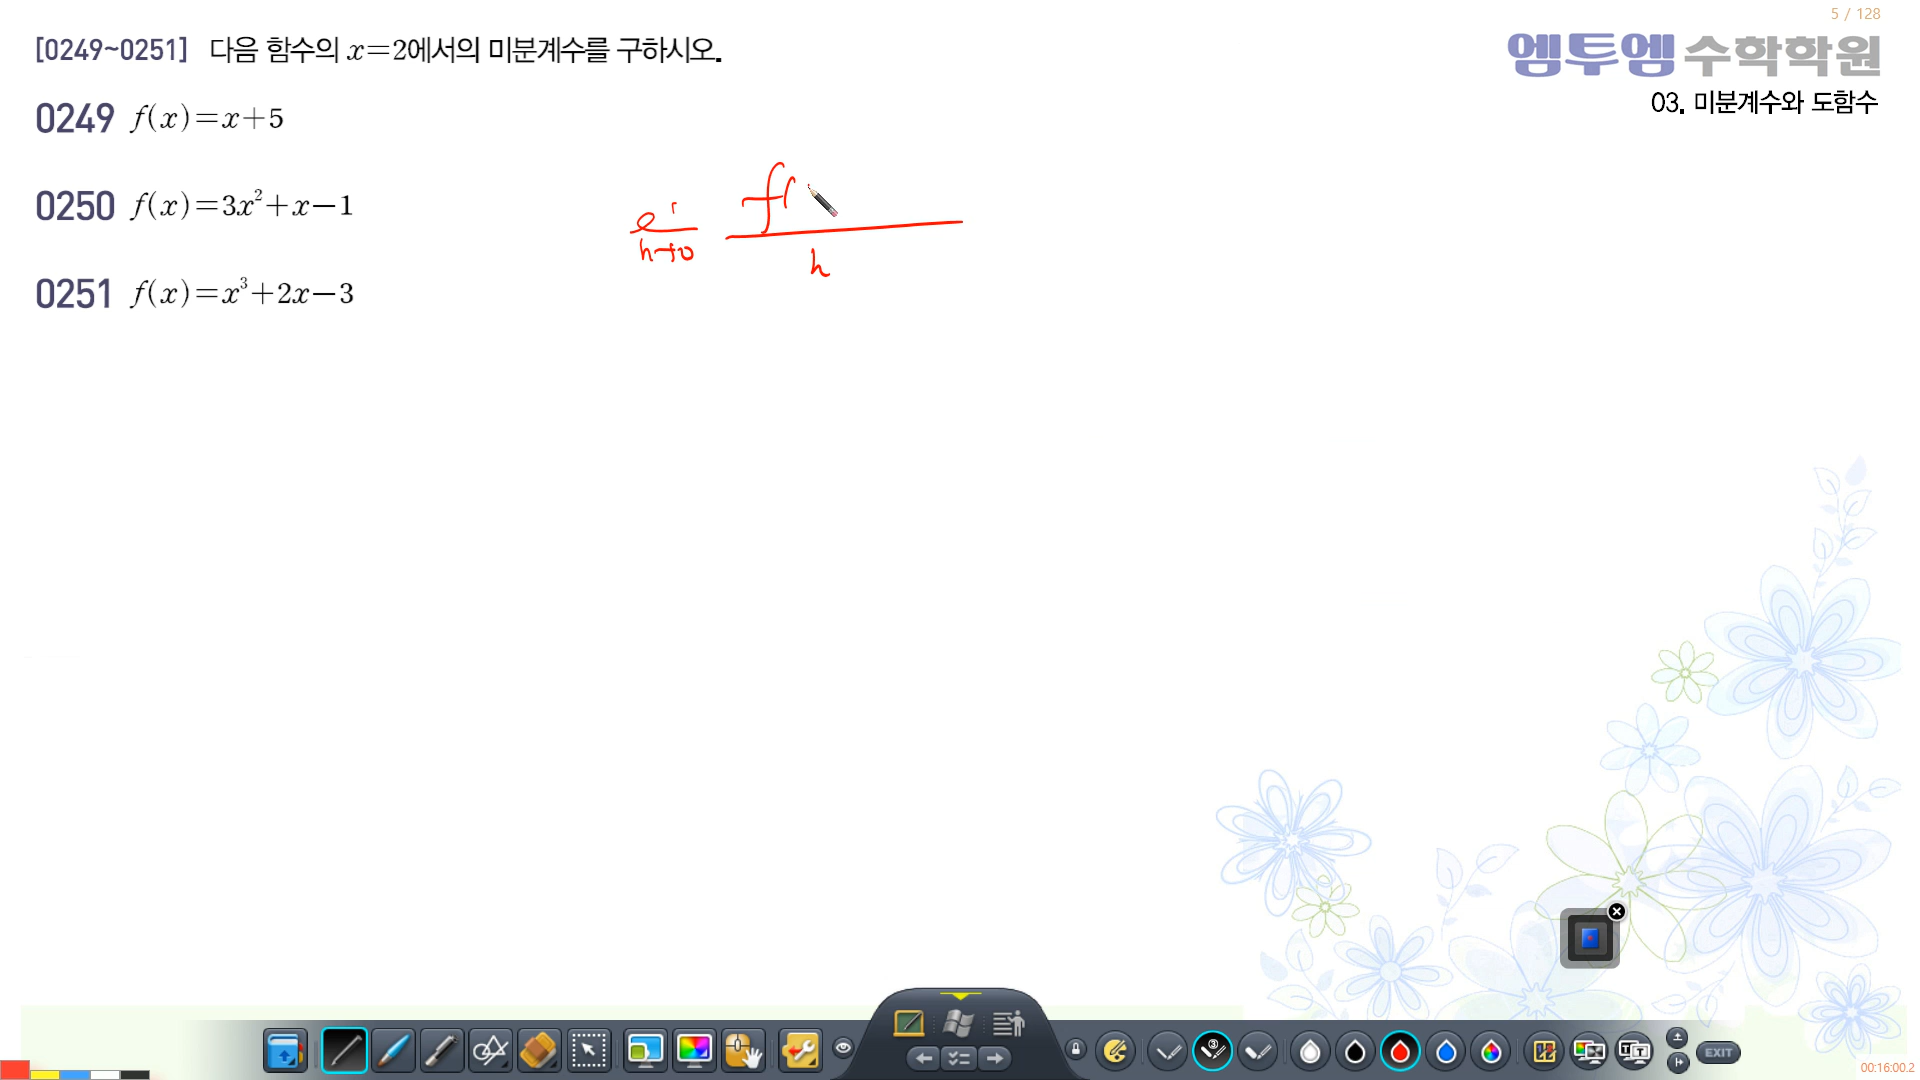 5 / 128
엠투엠 수학학원
03. 미분계수와 도함수
[0249~0251] 다음 함수의 x=2에서의 미분계수를 구하시오.
0249 f(x)=x+5
0250 f(x)=3x²+x−1
0251 f(x)=x³+2x−3
f(
h→0
h
EXIT
00:16:00.2